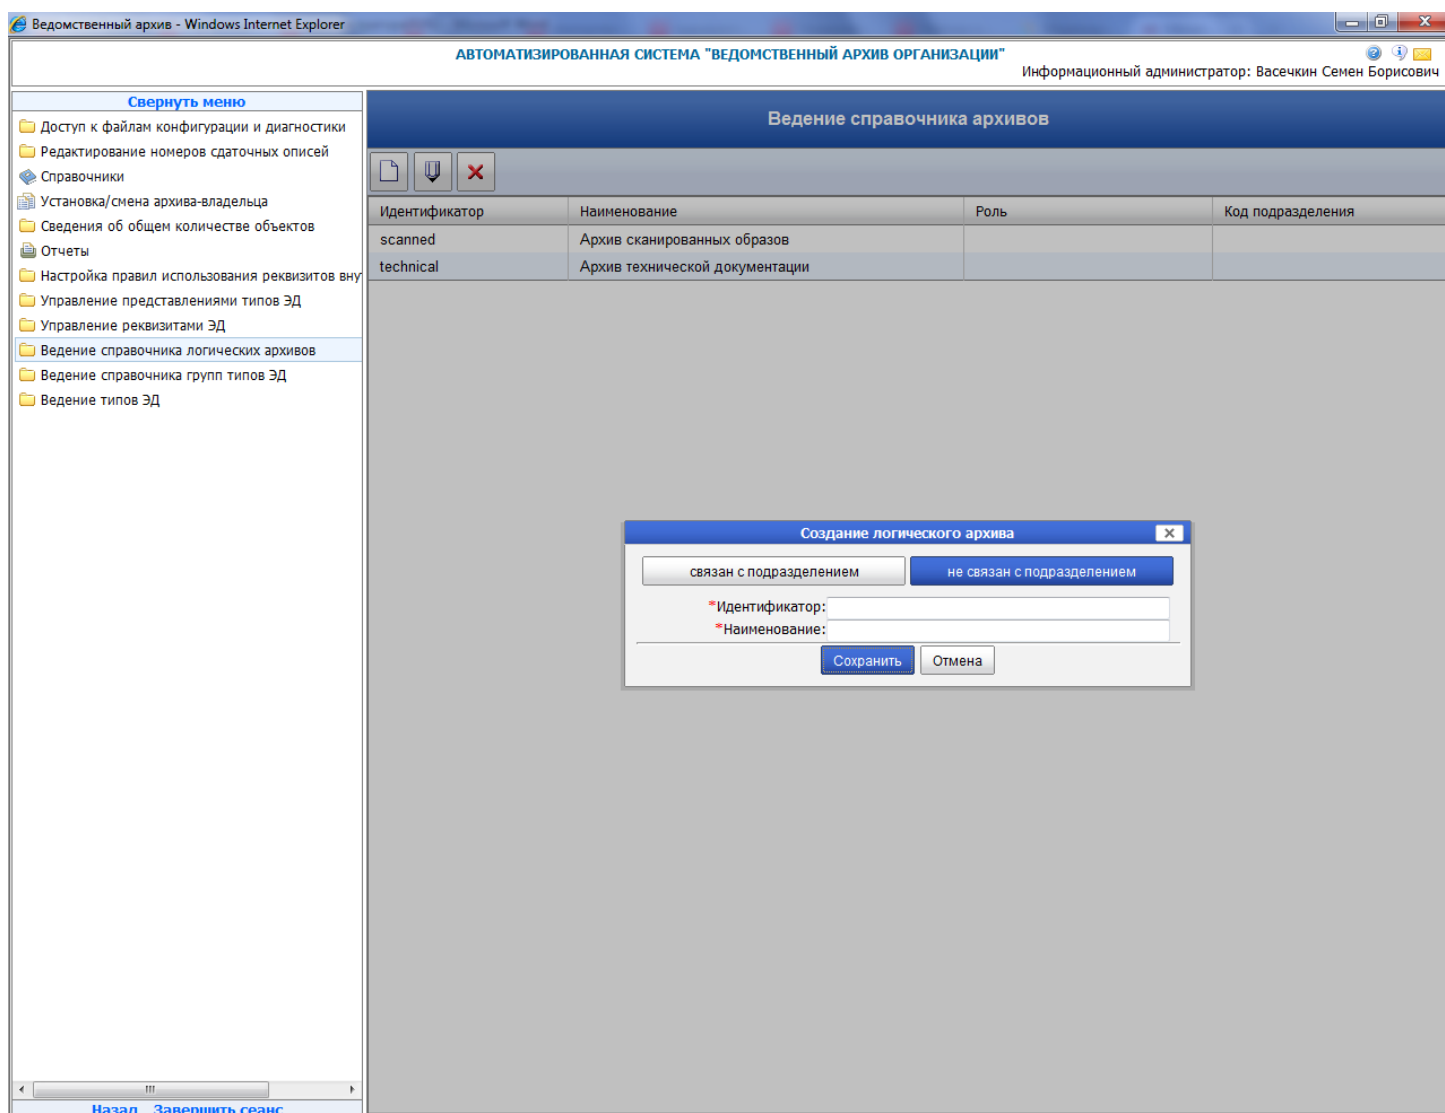 Ведомственный архив - Windows Internet Explorer
АВТОМАТИЗИРОВАННАЯ СИСТЕМА "ВЕДОМСТВЕННЫЙ АРХИВ ОРГАНИЗАЦИИ"
Информационный администратор: Васечкин Семен Борисович
Свернуть меню
Доступ к файлам конфигурации и диагностики
Редактирование номеров сдаточных описей
Справочники
Установка/смена архива-владельца
Сведения об общем количестве объектов
Отчеты
Настройка правил использования реквизитов вну
Управление представлениями типов ЭД
Управление реквизитами ЭД
Ведение справочника логических архивов
Ведение справочника групп типов ЭД
Ведение типов ЭД
Назад Завершить сеанс
Ведение справочника архивов
Идентификатор Наименование Роль Код подразделения
scanned Архив сканированных образов
technical Архив технической документации
Создание логического архива
связан с подразделением не связан с подразделением
*Идентификатор:
*Наименование:
Сохранить Отмена